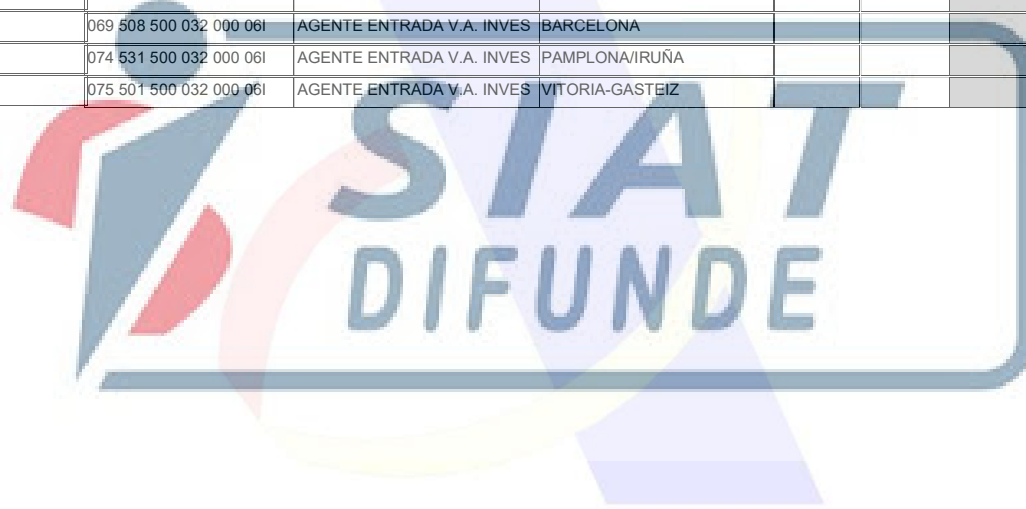 069 508 500 032 000 06I AGENTE ENTRADA V.A. INVES BARCELONA
074 531 500 032 000 06I AGENTE ENTRADA V.A. INVES PAMPLONA/IRUÑA
075 501 500 032 000 06I AGENTE ENTRADA V.A. INVES VITORIA-GASTEIZ
SIAT
DIFUNDE